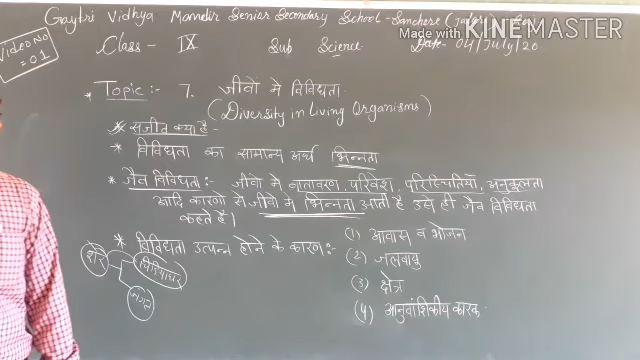 Gaytri Vidhya Mandir Senior Secondary School - Sanchore
Made with KINEMASTER
Video No = 01
Class - IX Sub Science Date - 04/July/20
* Topic :- 7. जीवो मे विविधता
(Diversity in Living Organisms)
* सजीव क्या है -
* विविधता का सामान्य अर्थ भिन्नता
* जैव विविधता :- जीवो मे वातावरण, परिवेश, परिस्थितियों, अनुकूलता
आदि कारणो से जीवो मे भिन्नता आती है उसे ही जैव विविधता
कहते है।
* विविधता उत्पन्न होने के कारण :- (1) आवास व भोजन
(2) जलवायु
(3) क्षेत्र
(4) आनुवांशिकीय कारक
शेर
चिड़ियाघर
जंगल